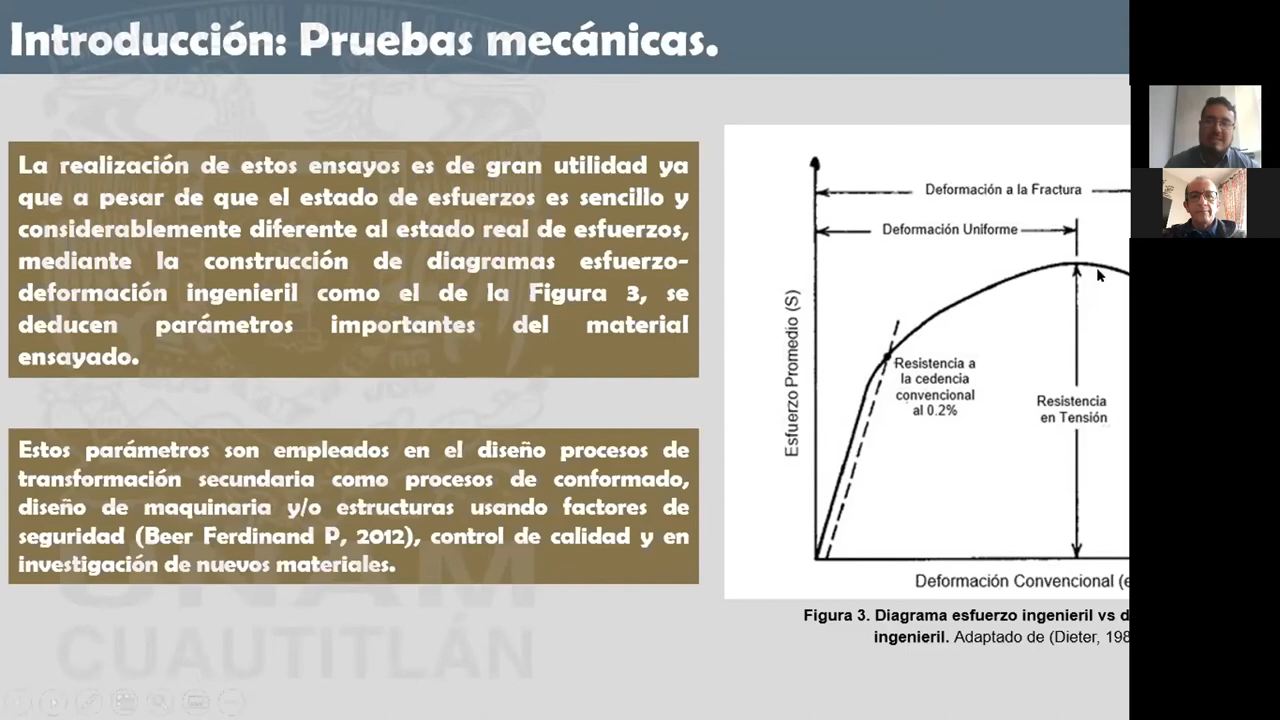 Introducción: Pruebas mecánicas.
La realización de estos ensayos es de gran utilidad ya
que a pesar de que el estado de esfuerzos es sencillo y
considerablemente diferente al estado real de esfuerzos,
mediante la construcción de diagramas esfuerzo-
deformación ingenieril como el de la Figura 3, se
deducen parámetros importantes del material
ensayado.
Estos parámetros son empleados en el diseño procesos de
transformación secundaria como procesos de conformado,
diseño de maquinaria y/o estructuras usando factores de
seguridad (Beer Ferdinand P, 2012), control de calidad y en
investigación de nuevos materiales.
Deformación a la Fractura
Deformación Uniforme
Esfuerzo Promedio (S)
Resistencia a
la cedencia
convencional
al 0.2%
Resistencia
en Tensión
Deformación Convencional (e
Figura 3. Diagrama esfuerzo ingenieril vs d
ingenieril. Adaptado de (Dieter, 198
UNAM
CUAUTITLÁN